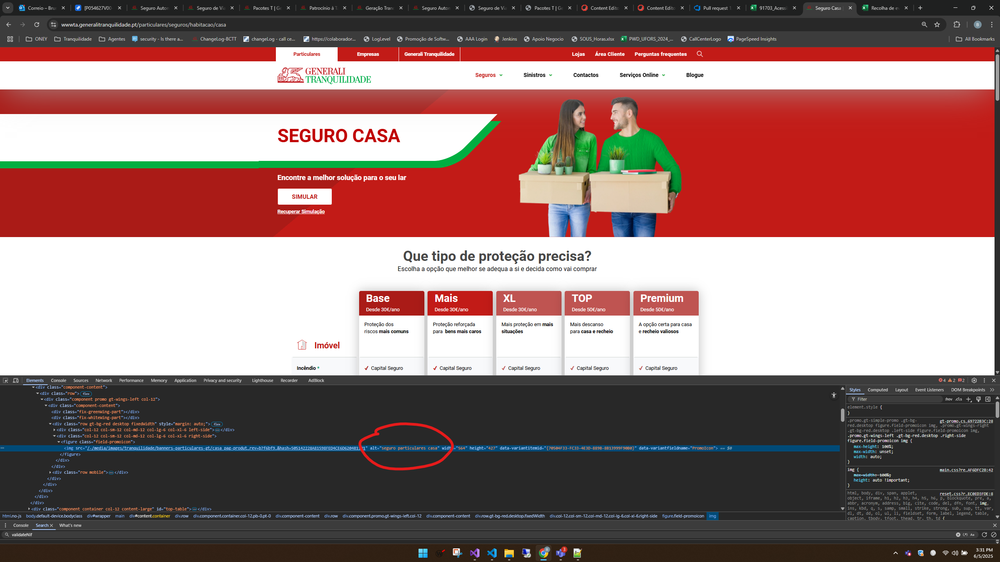 Correio – Brun
[P054627V00-
Seguro Auton
Seguro de Via
Pacotes T | Ge
Patrocínio à Ta
Geração Tranq
Seguro Auton
Seguro de Via
Pacotes T | Ge
Content Edito
Content Edito
Pull request 1
91703_Acessi
Seguro Casa |
Recolha de ev
wwwta.generalitranquilidade.pt/particulares/seguros/habitacao/casa
ONEY
Tranquilidade
Agentes
security - Is there a...
ChangeLog-BCTT
changeLog - call ce...
https://colaborador...
LogLevel
Promoção de Softw...
AAA Login
Jenkins
Apoio Negocio
SOUS_Horas.xlsx
PWD_UFORS_2024_...
CallCenterLogo
PageSpeed Insights
All Bookmarks
Particulares
Empresas
Generali Tranquilidade
Lojas
Área Cliente
Perguntas frequentes
GENERALI
TRANQUILIDADE
Seguros
Sinistros
Contactos
Serviços Online
Blogue
SEGURO CASA
Encontre a melhor solução para o seu lar
SIMULAR
Recuperar Simulação
Que tipo de proteção precisa?
Escolha a opção que melhor se adequa a si e decida como vai comprar
Base
Desde 30€/ano
Mais
Desde 30€/ano
XL
Desde 30€/ano
TOP
Desde 50€/ano
Premium
Desde 50€/ano
Proteção dos
riscos mais comuns
Proteção reforçada
para bens mais caros
Mais proteção em mais
situações
Mais descanso
para casa e recheio
A opção certa para casa
e recheio valiosos
Imóvel
Incêndio *
Capital Seguro
Capital Seguro
Capital Seguro
Capital Seguro
Capital Seguro
Elements
Console
Sources
Network
Performance
Memory
Application
Privacy and security
Lighthouse
Recorder
AdBlock
4
2
2
<div class="component-content">
<div class="row"> flex
<div class="component promo gt-wings-left col-12">
<div class="component-content">
<div class="fix-greenWing-part"></div>
<div class="fix-whiteWing-part"></div>
<div class="row gt-bg-red desktop fixedWidth" style="margin: auto;"> flex
<div class="col-12 col-sm-12 col-md-12 col-lg-6 col-xl-6 left-side">…</div>
<div class="col-12 col-sm-12 col-md-12 col-lg-6 col-xl-6 right-side">
<figure class="field-promoicon">
<img src="/-/media/images/tranquilidade/banners-particulares-gt/casa_pag-produt…rev=b7f6bf9…&hash=505142228A81598FED4CE6D6204B1 1" alt="seguro particulares casa" width="564" height="427" data-variantitemid="{70504F33-FC33-4E3D-889B-8B13999F90B0}" data-variantfieldname="PromoIcon"> == $0
</figure>
</div>
</div>
<div class="row mobile">…</div>
</div>
</div>
</div>
</div>
</div>
<div class="component container col-12 content-large" id="top-table">…</div>
html.no-js
body.default-device.bodyclass
div#wrapper
main
div#content.container
div.row
div.component.container.col-12.pb-0.pt-0
div.component-content
div.row
div.component.promo.gt-wings-left.col-12
div.component-content
div.row.gt-bg-red.desktop.fixedWidth
div.col-12.col-sm-12.col-md-12.col-lg-6.col-xl-6.right-side
figure.field-promoicon
img
Styles
Computed
Layout
Event Listeners
DOM Breakpoints
Filter
:hov
.cls
element.style {
}
gt-promo.cs…69722B3C:28
.promo.gt-simple-promo .gt-bg-
red.desktop figure.field-promoicon img, .promo.gt-wings-right
.gt-bg-red.desktop .left-side figure.field-promoicon img,
.promo.gt-wings-left .gt-bg-red.desktop .right-side
figure.field-promoicon img {
max-height: 100%;
max-width: unset;
width: auto;
}
img {
main.css?re…AF6DFC2B:42
max-width: 100%;
height: auto !important;
}
reset.css?r…EC0ED3FDE:8
html, body, div, span, applet,
object, iframe, h1, h2, h3, h4, h5, h6, p, blockquote, pre, a,
abbr, acronym, address, big, cite, code, del, dfn, font, img,
ins, kbd, q, s, samp, small, strike, strong, sub, sup, tt, var,
dl, dt, dd, ol, ul, li, fieldset, form, label, legend, table,
caption, tbody, tfoot, thead, tr, th, td {
Console
Search
What's new
validateNif
Aa
3
3:31 PM
6/5/2025